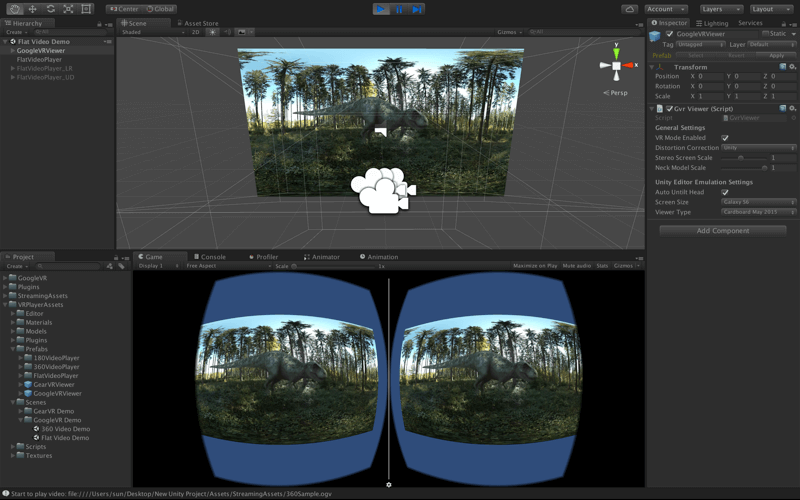 Center Global
Account Layers Layout
Hierarchy
Create
Flat Video Demo
GoogleVRViewer
FlatVideoPlayer
FlatVideoPlayer_LR
FlatVideoPlayer_UD
Scene Asset Store
Shaded 2D Gizmos
y
x
Persp
Inspector Lighting Services
GoogleVRViewer Static
Tag Untagged Layer Default
Prefab Select Revert Apply
Transform
Position X 0 Y 0 Z 0
Rotation X 0 Y 0 Z 0
Scale X 1 Y 1 Z 1
Gvr Viewer (Script)
Script GvrViewer
General Settings
VR Mode Enabled
Distortion Correction Unity
Stereo Screen Scale 1
Neck Model Scale 1
Unity Editor Emulation Settings
Auto Untilt Head
Screen Size Galaxy S6
Viewer Type Cardboard May 2015
Add Component
Project
Create
GoogleVR
Plugins
StreamingAssets
VRPlayerAssets
Editor
Materials
Models
Plugins
Prefabs
180VideoPlayer
360VideoPlayer
FlatVideoPlayer
GearVRViewer
GoogleVRViewer
Scenes
GearVR Demo
GoogleVR Demo
360 Video Demo
Flat Video Demo
Scripts
Textures
Game Console Profiler Animator Animation
Display 1 Free Aspect Scale 1x Maximize on Play Mute audio Stats Gizmos
Start to play video: file:////Users/sun/Desktop/New Unity Project/Assets/StreamingAssets/360Sample.ogv